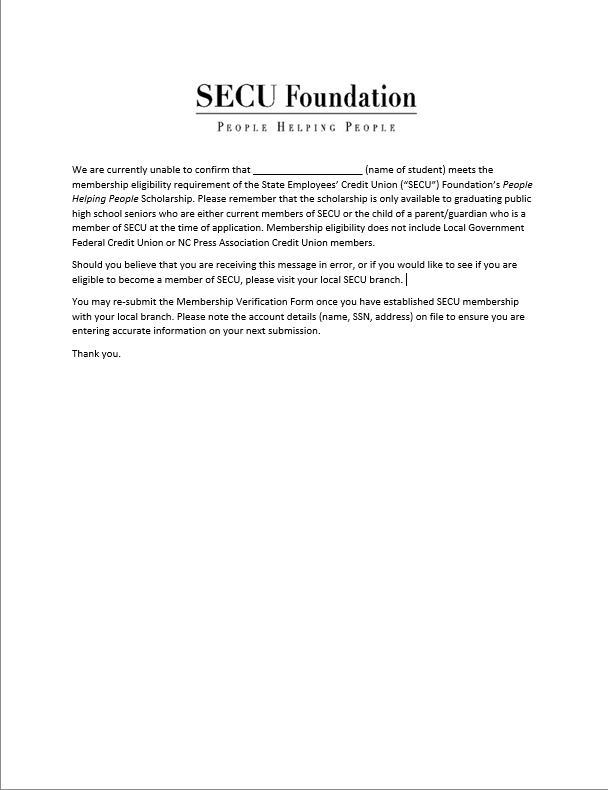 SECU Foundation
PEOPLE HELPING PEOPLE
We are currently unable to confirm that ____________________ (name of student) meets the
membership eligibility requirement of the State Employees’ Credit Union (“SECU”) Foundation’s People
Helping People Scholarship. Please remember that the scholarship is only available to graduating public
high school seniors who are either current members of SECU or the child of a parent/guardian who is a
member of SECU at the time of application. Membership eligibility does not include Local Government
Federal Credit Union or NC Press Association Credit Union members.
Should you believe that you are receiving this message in error, or if you would like to see if you are
eligible to become a member of SECU, please visit your local SECU branch.
You may re-submit the Membership Verification Form once you have established SECU membership
with your local branch. Please note the account details (name, SSN, address) on file to ensure you are
entering accurate information on your next submission.
Thank you.